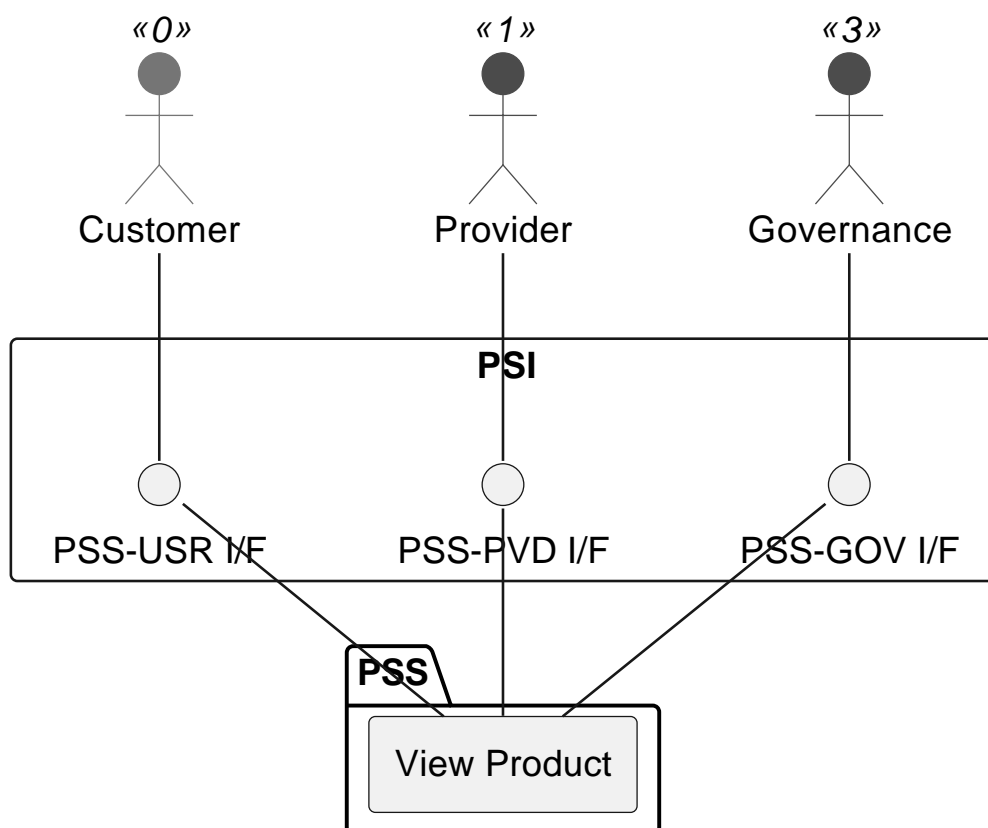 «0» «1» «3»
Customer Provider Governance
PSI
PSS-USR I/F PSS-PVD I/F PSS-GOV I/F
PSS
View Product